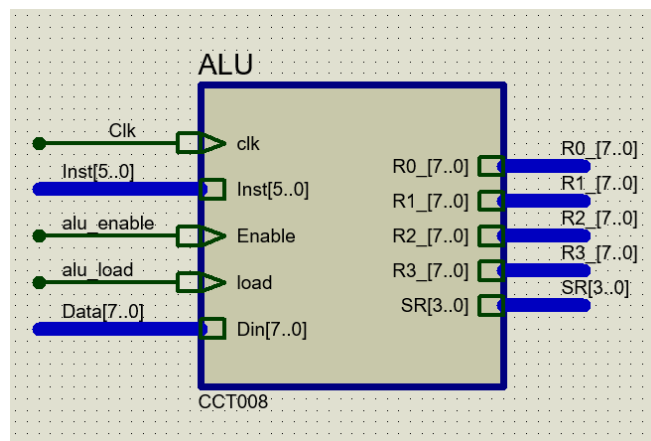 ALU
Clk
clk
Inst[5..0]
Inst[5..0]
alu_enable
Enable
alu_load
load
Data[7..0]
Din[7..0]
R0_[7..0]
R0_[7..0]
R1_[7..0]
R1_[7..0]
R2_[7..0]
R2_[7..0]
R3_[7..0]
R3_[7..0]
SR[3..0]
SR[3..0]
CCT008